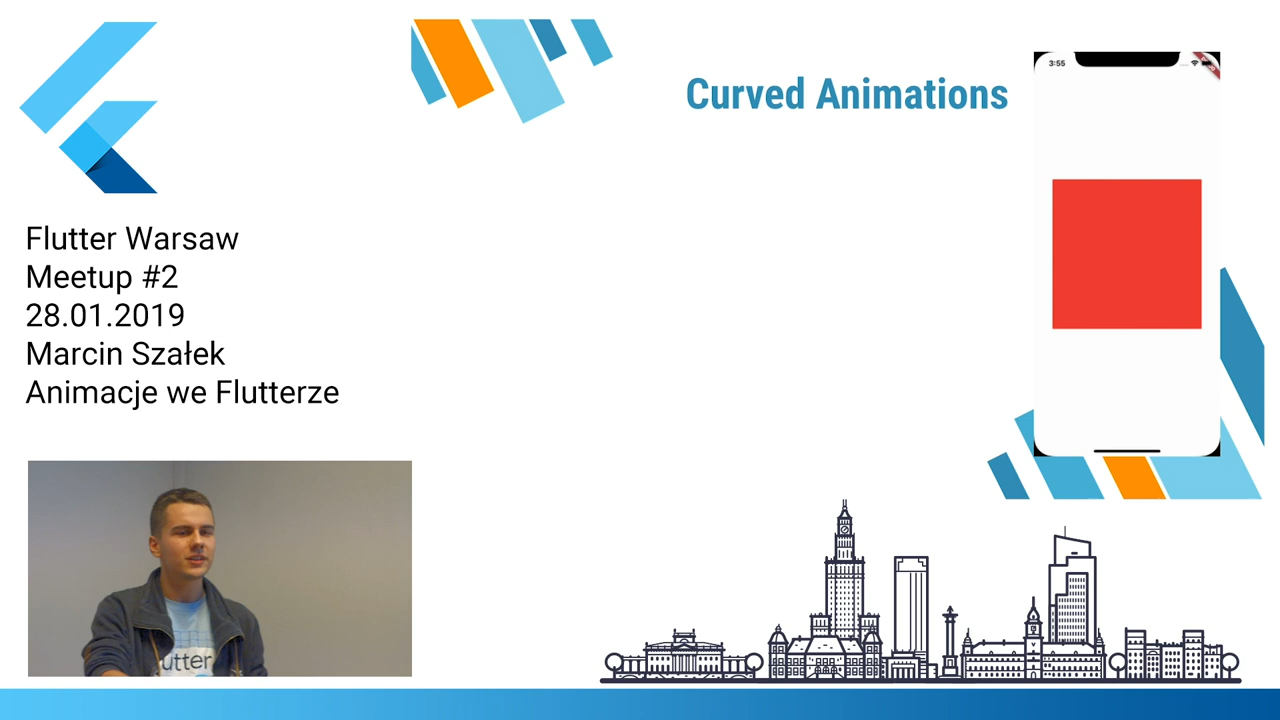 Curved Animations
3:55
Flutter Warsaw
Meetup #2
28.01.2019
Marcin Szałek
Animacje we Flutterze
utter